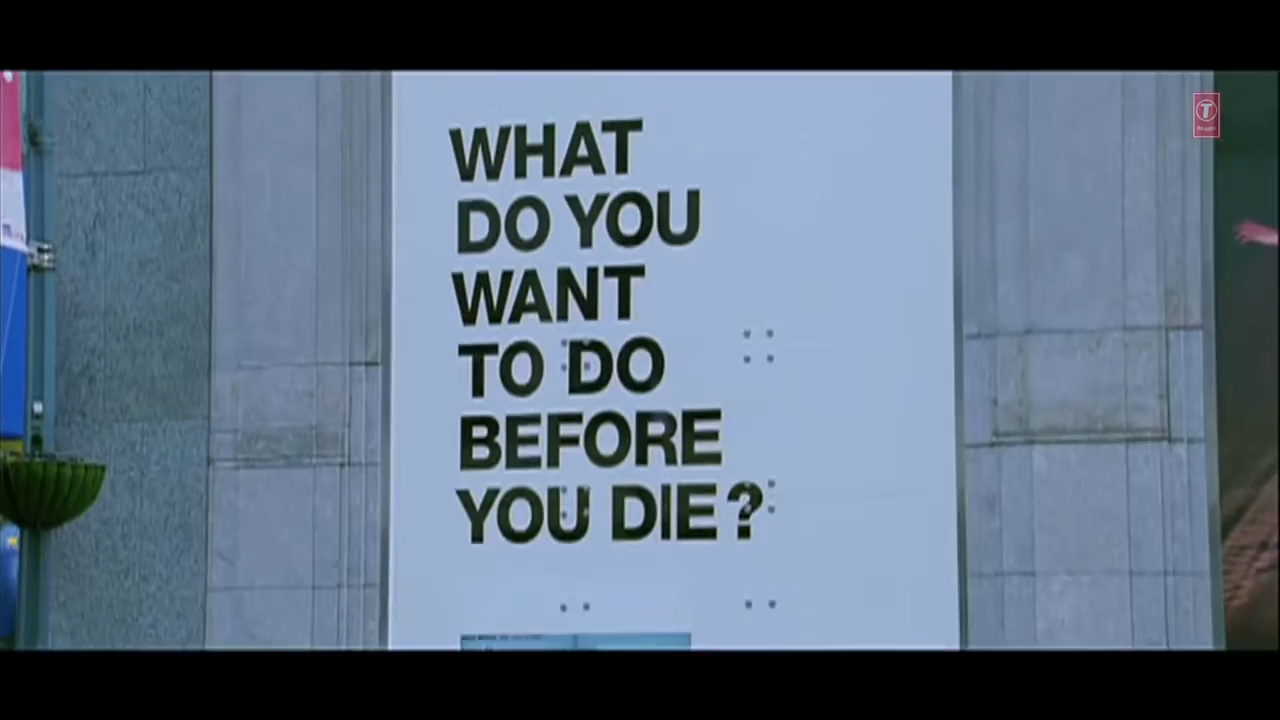 WHAT
DO YOU
WANT
TO DO
BEFORE
YOU DIE?
T